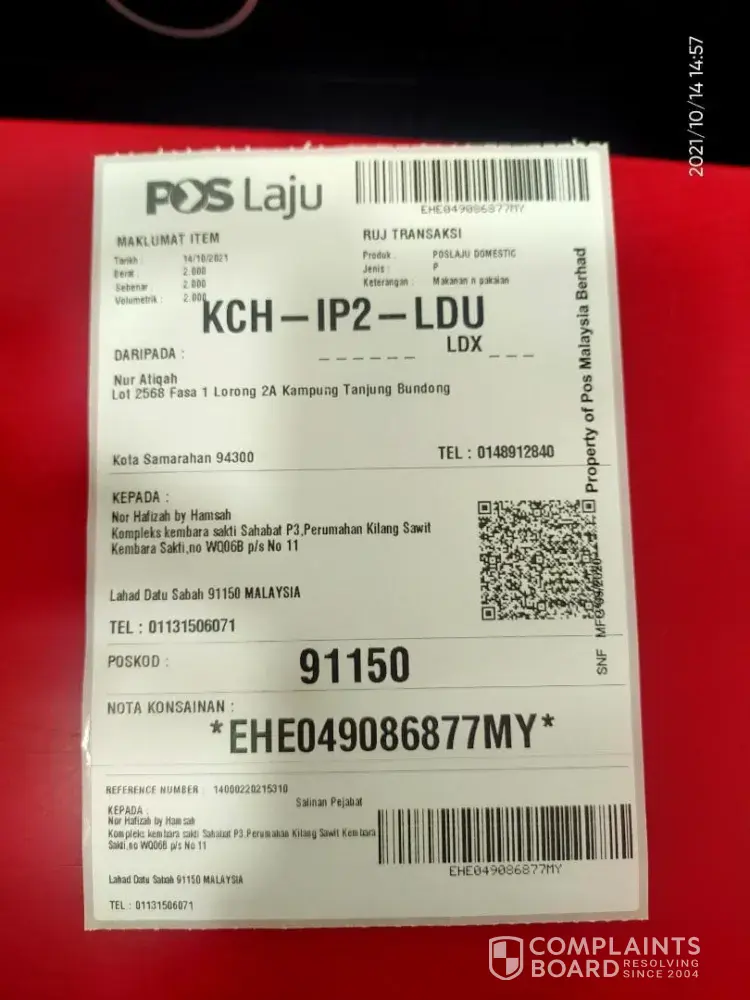 2021/10/14 14:57
POS Laju
EHE049086877MY
MAKLUMAT ITEM
Tarikh : 14/10/2021
Berat : 2.000
Sebenar : 2.000
Volumetrik : 2.000
RUJ TRANSAKSI
Produk : POSLAJU DOMESTIC
Jenis : P
Keterangan : Makanan n pakaian
KCH-IP2-LDU
LDX
DARIPADA :
Nur Atiqah
Lot 2568 Fasa 1 Lorong 2A Kampung Tanjung Bundong
Kota Samarahan 94300
TEL : 0148912840
Property of Pos Malaysia Berhad
KEPADA :
Nor Hafizah by Hamsah
Kompleks kembara sakti Sahabat P3,Perumahan Kilang Sawit
Kembara Sakti,no WQ06B p/s No 11
Lahad Datu Sabah 91150 MALAYSIA
TEL : 01131506071
SNF MFG
POSKOD :
91150
NOTA KONSAINAN :
*EHE049086877MY*
REFERENCE NUMBER : 14000220215310
Salinan Pejabat
KEPADA :
Nor Hafizah by Hamsah
Kompleks kembara sakti Sahabat P3,Perumahan Kilang Sawit Kembara
Sakti,no WQ06B p/s No 11
Lahad Datu Sabah 91150 MALAYSIA
TEL : 01131506071
EHE049086877MY
COMPLAINTS
BOARD RESOLVING
SINCE 2004